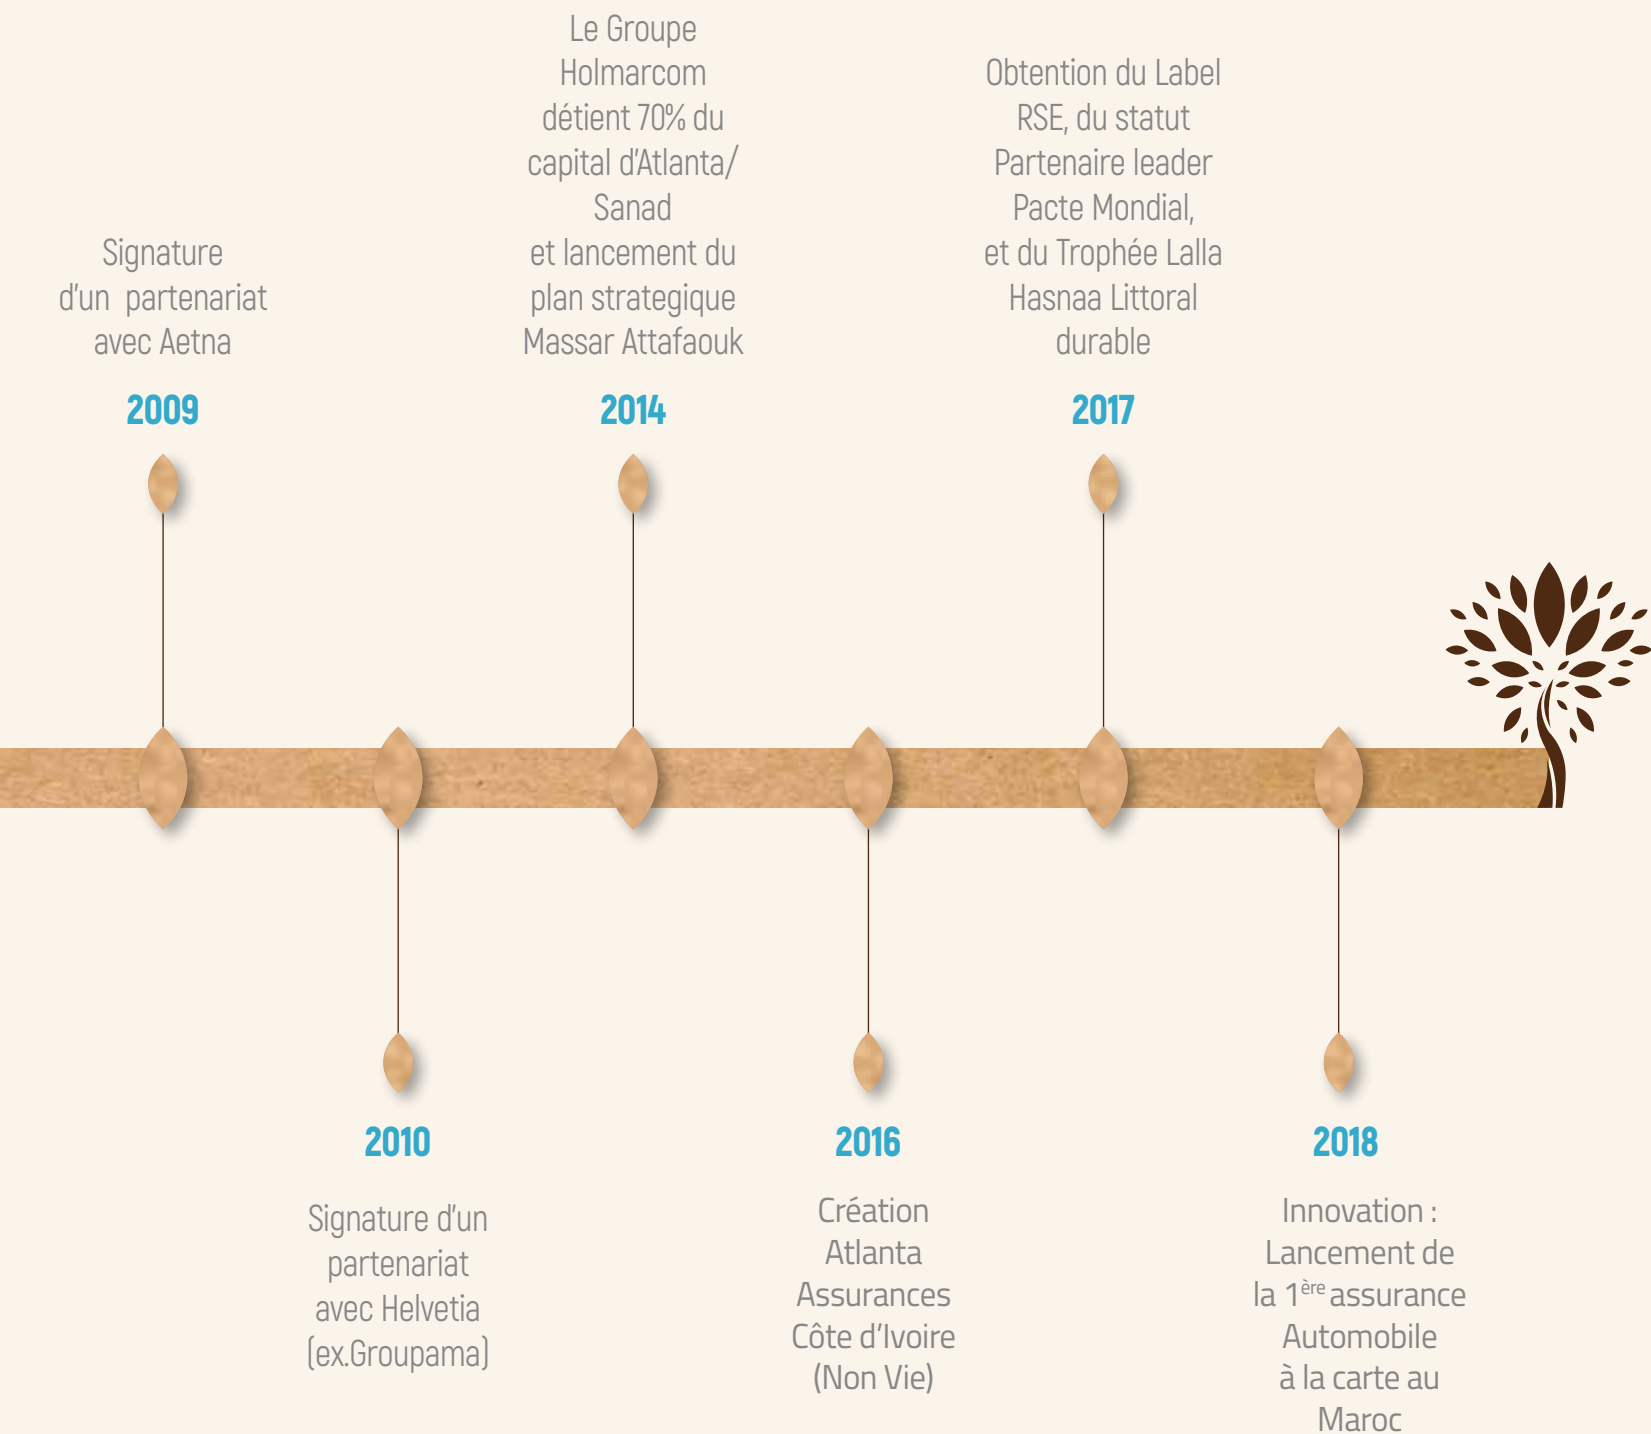 Signature
d'un  partenariat
avec Aetna
2009
Le Groupe
Holmarcom
détient 70% du
capital d'Atlanta/
Sanad
et lancement du
plan strategique
Massar Attafaouk
2014
Obtention du Label
RSE, du statut
Partenaire leader
Pacte Mondial,
et du Trophée Lalla
Hasnaa Littoral
durable
2017
2010
Signature d'un
partenariat
avec Helvetia
(ex.Groupama)
2016
Création
Atlanta
Assurances
Côte d'Ivoire
(Non Vie)
2018
Innovation :
Lancement de
la 1ère assurance
Automobile
à la carte au
Maroc